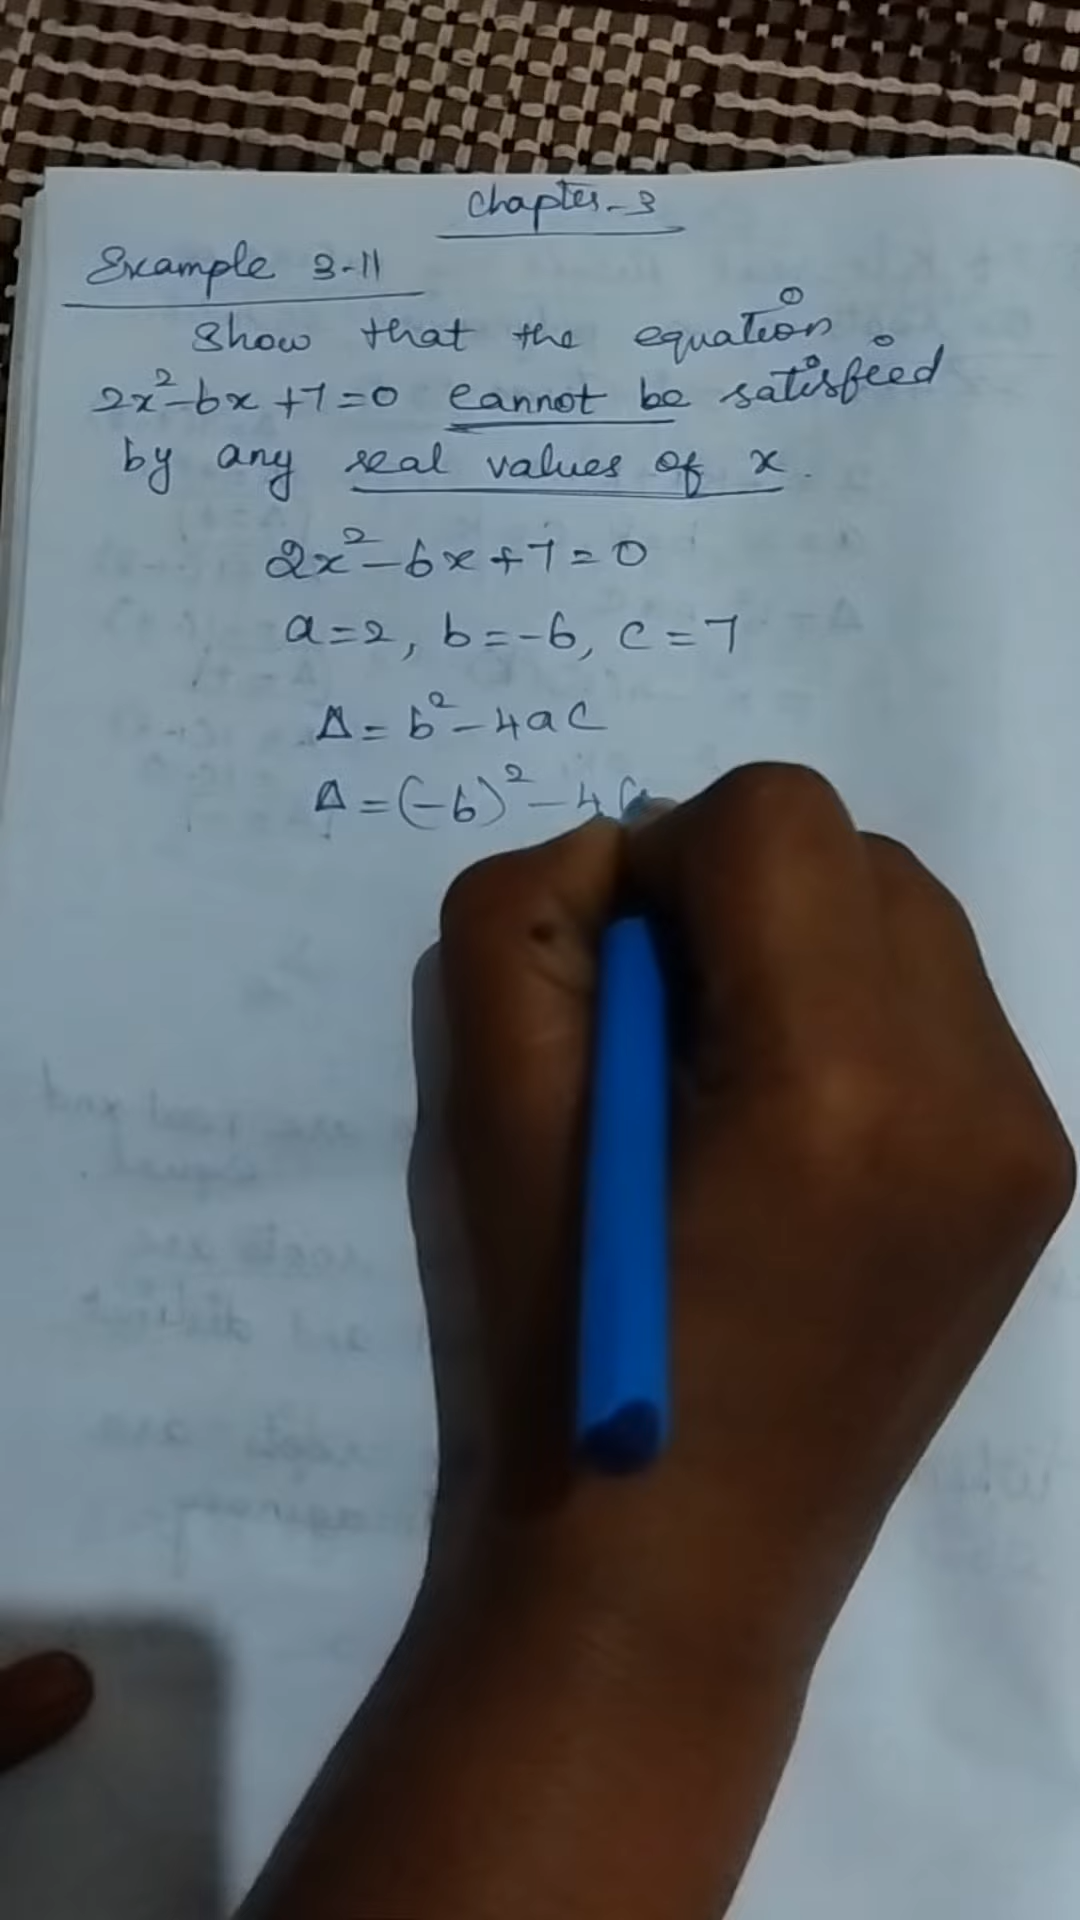 Chapter-3
Example 3-11
Show that the equation
2x²-6x+7=0 cannot be satisfied
by any real values of x.
2x²-6x+7=0
a=2, b=-6, c=7
Δ=b²-4ac
Δ=(-6)²-4(